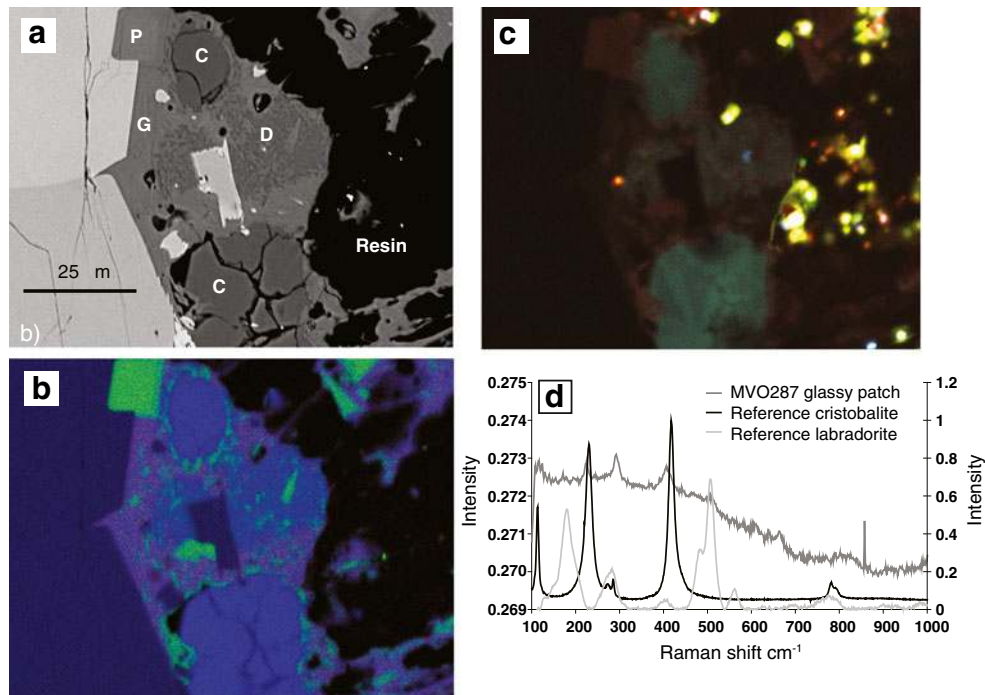 a
P
C
G
D
Resin
25 m
C
b)
c
b
d
MVO287 glassy patch
Reference cristobalite
Reference labradorite
0.275
0.274
0.273
0.272
0.271
0.270
0.269
Intensity
1.2
1
0.8
0.6
0.4
0.2
0
Intensity
100 200 300 400 500 600 700 800 900 1000
Raman shift cm-1